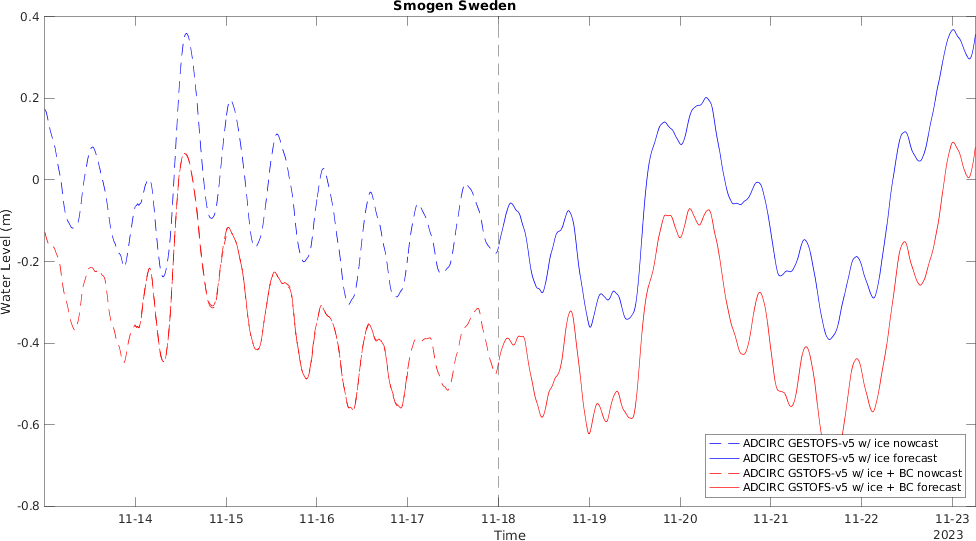 Smogen Sweden
0.4
0.2
0
-0.2
-0.4
-0.6
-0.8
Water Level (m)
ADCIRC GESTOFS-v5 w/ ice nowcast
ADCIRC GESTOFS-v5 w/ ice forecast
ADCIRC GSTOFS-v5 w/ ice + BC nowcast
ADCIRC GSTOFS-v5 w/ ice + BC forecast
11-14 11-15 11-16 11-17 11-18 11-19 11-20 11-21 11-22 11-23
Time
2023